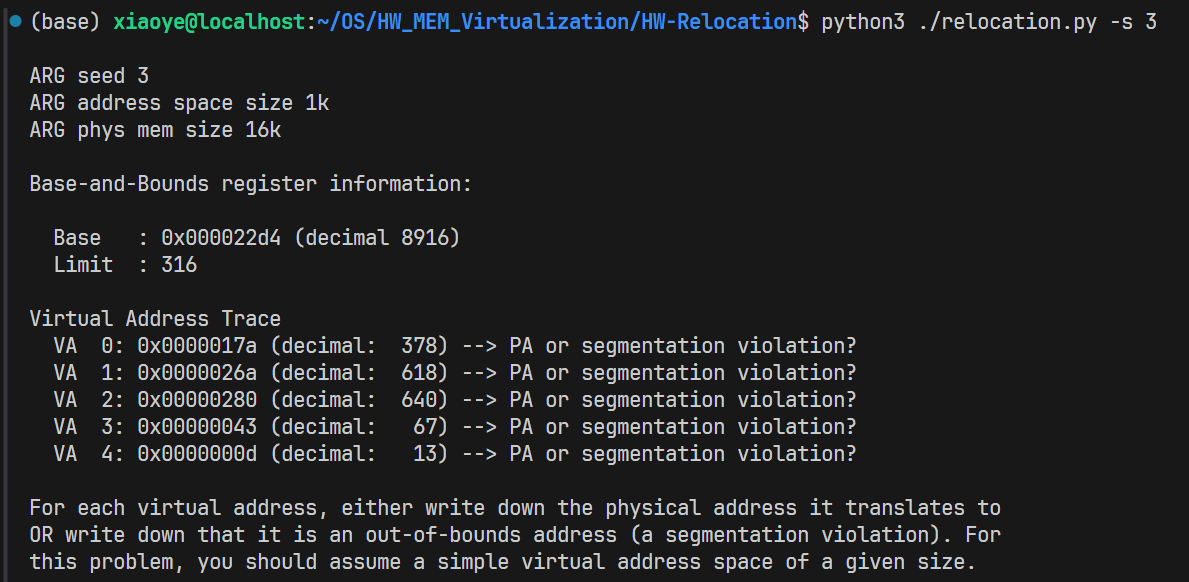 (base) xiaoye@localhost:~/OS/HW_MEM_Virtualization/HW-Relocation$ python3 ./relocation.py -s 3
ARG seed 3
ARG address space size 1k
ARG phys mem size 16k
Base-and-Bounds register information:
Base   : 0x000022d4 (decimal 8916)
Limit  : 316
Virtual Address Trace
VA  0: 0x0000017a (decimal:  378) --> PA or segmentation violation?
VA  1: 0x0000026a (decimal:  618) --> PA or segmentation violation?
VA  2: 0x00000280 (decimal:  640) --> PA or segmentation violation?
VA  3: 0x00000043 (decimal:   67) --> PA or segmentation violation?
VA  4: 0x0000000d (decimal:   13) --> PA or segmentation violation?
For each virtual address, either write down the physical address it translates to
OR write down that it is an out-of-bounds address (a segmentation violation). For
this problem, you should assume a simple virtual address space of a given size.